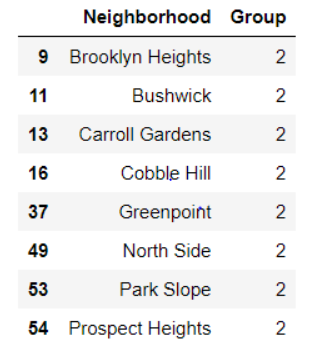 Neighborhood Group
9 Brooklyn Heights 2
11 Bushwick 2
13 Carroll Gardens 2
16 Cobble Hill 2
37 Greenpoint 2
49 North Side 2
53 Park Slope 2
54 Prospect Heights 2